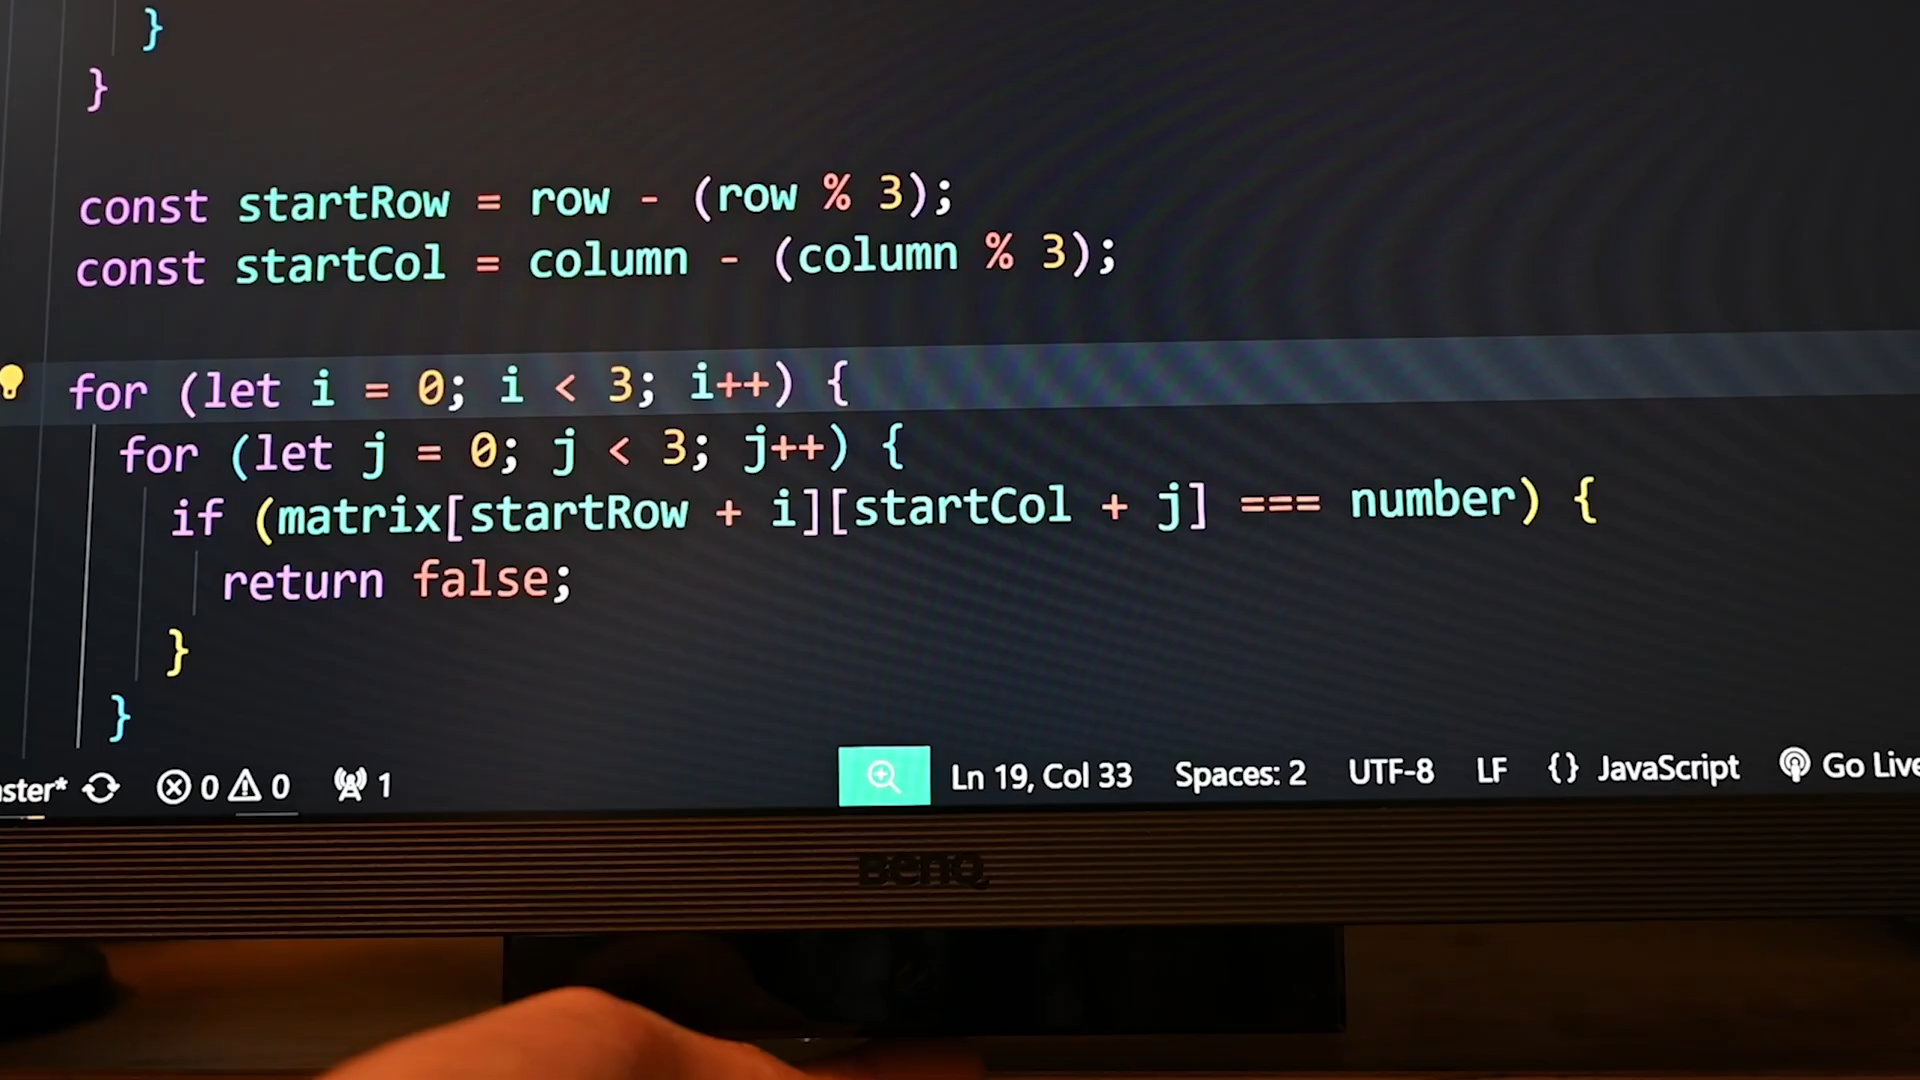 }
}
const startRow = row - (row % 3);
const startCol = column - (column % 3);
for (let i = 0; i < 3; i++) {
for (let j = 0; j < 3; j++) {
if (matrix[startRow + i][startCol + j] === number) {
return false;
}
}
aster* 0 0 1 Ln 19, Col 33 Spaces: 2 UTF-8 LF {} JavaScript Go Live
BenQ